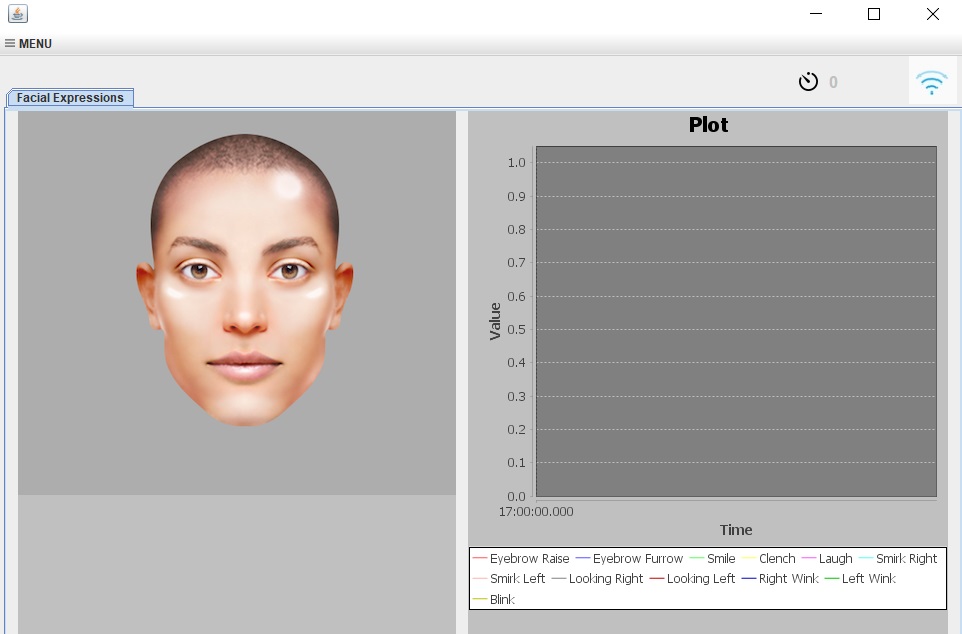 MENU
0
Facial Expressions
Plot
1.0
0.9
0.8
0.7
0.6
0.5
0.4
0.3
0.2
0.1
0.0
Value
17:00:00.000
Time
Eyebrow Raise Eyebrow Furrow Smile Clench Laugh Smirk Right
Smirk Left Looking Right Looking Left Right Wink Left Wink
Blink